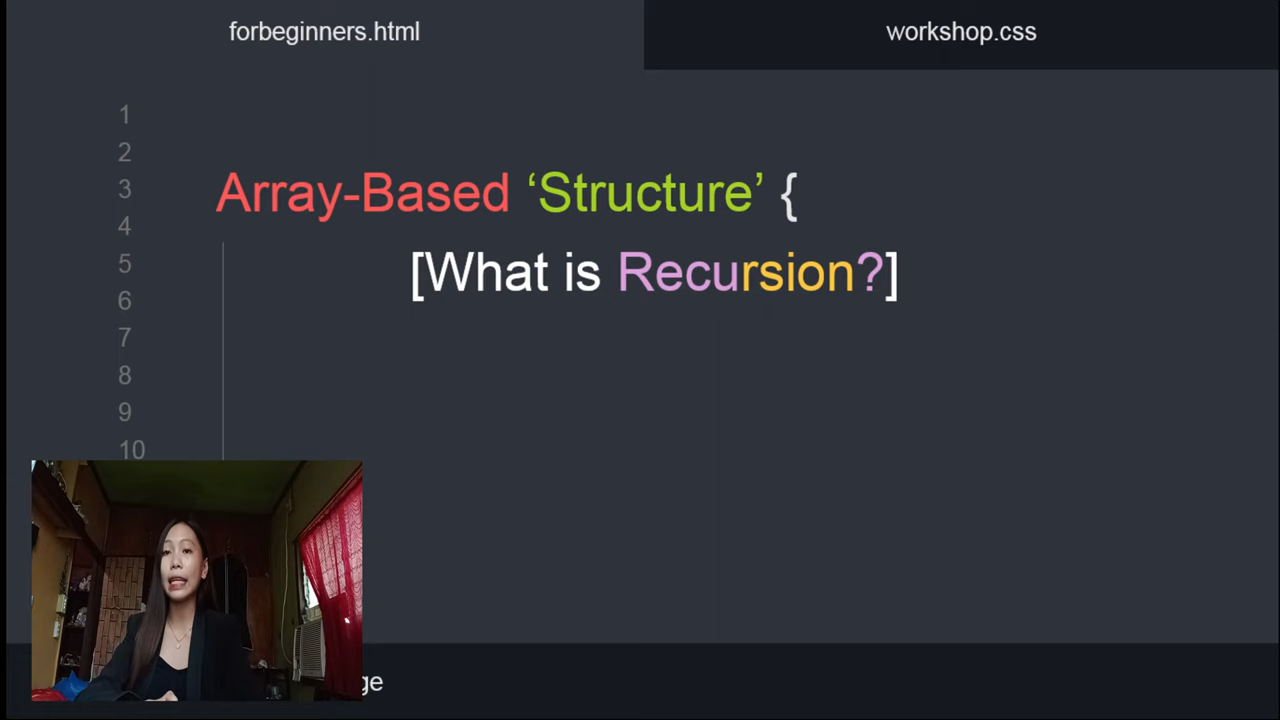 forbeginners.html
workshop.css
1
2
3
4
5
6
7
8
9
10
Array-Based ‘Structure’ {
[What is Recursion?]
ge